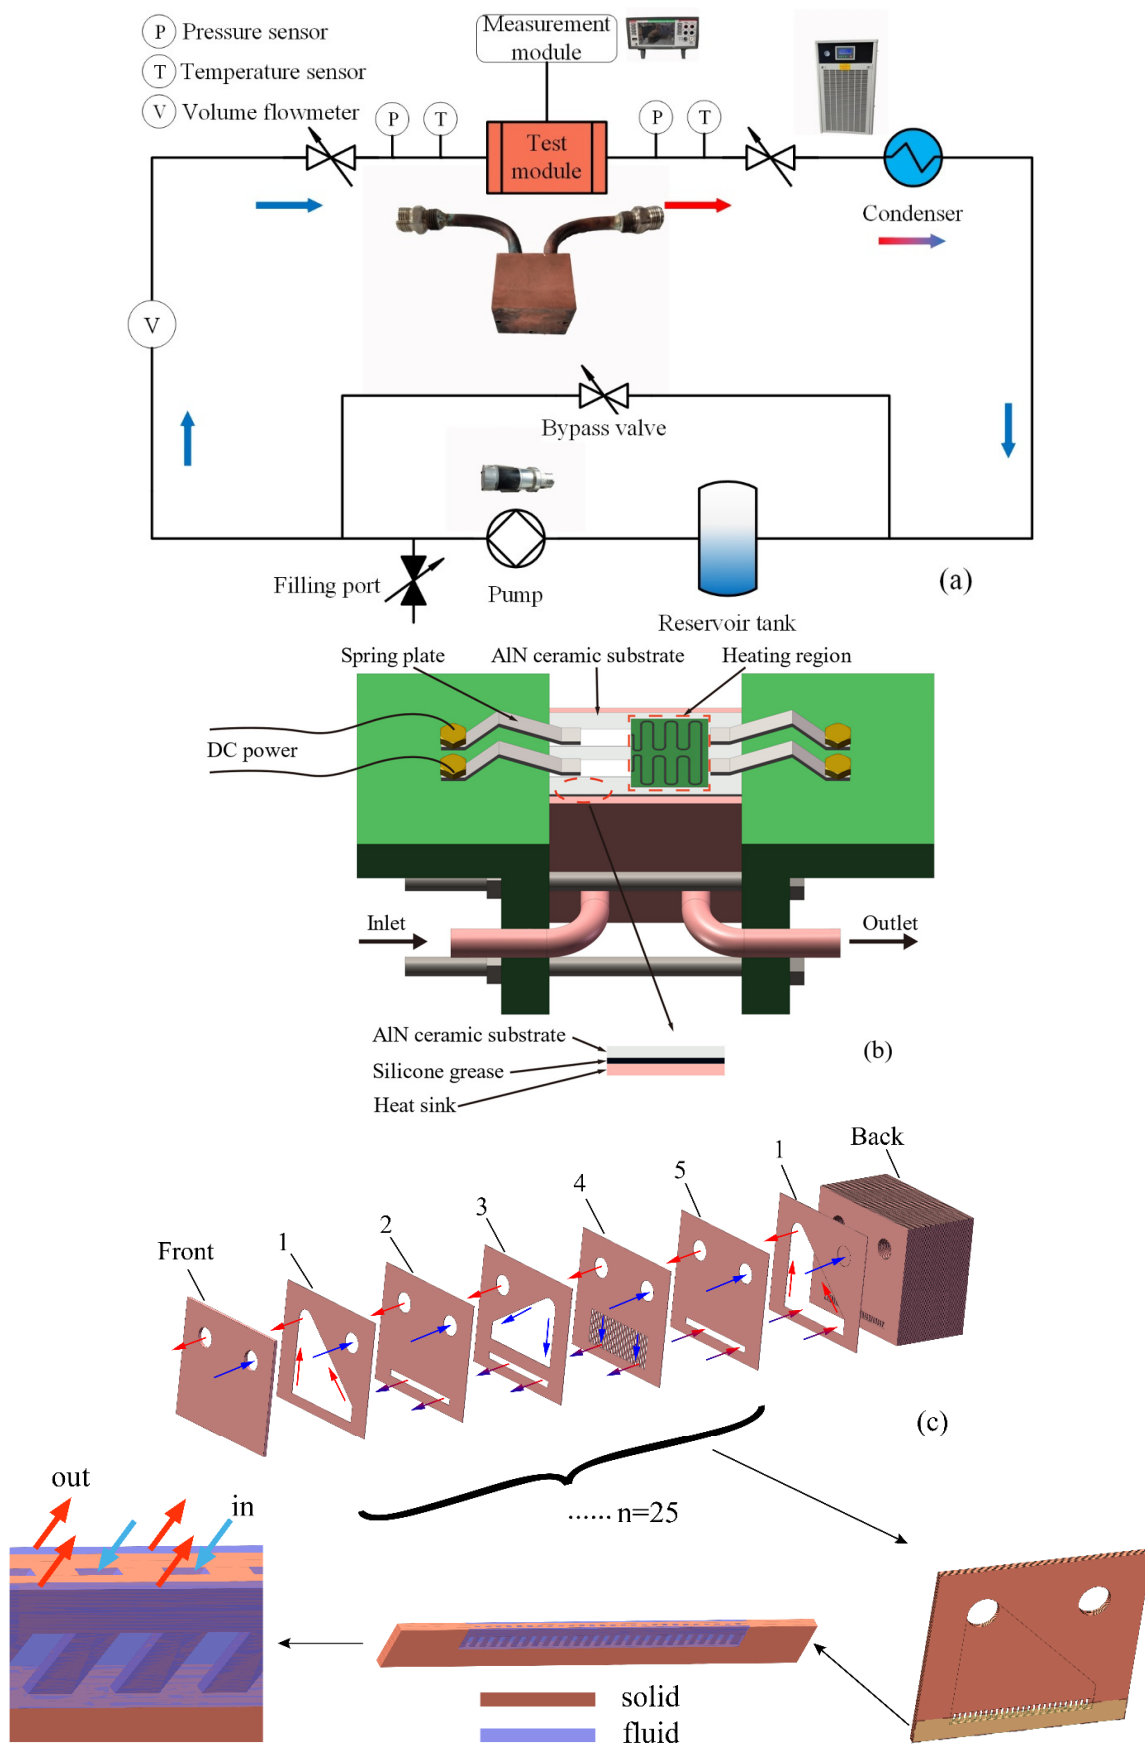 P Pressure sensor
T Temperature sensor
V Volume flowmeter
Measurement
module
P
T
Test
module
P
T
Condenser
V
Bypass valve
Filling port
Pump
Reservoir tank
(a)
Spring plate
AlN ceramic substrate
Heating region
DC power
Inlet
Outlet
AlN ceramic substrate
Silicone grease
Heat sink
(b)
Front
1
2
3
4
5
1
Back
(c)
...... n=25
out
in
solid
fluid